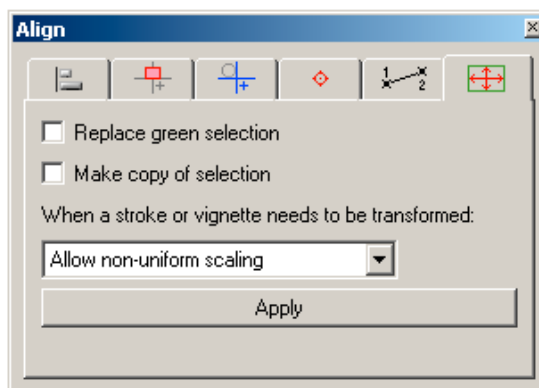 Align
1
2
Replace green selection
Make copy of selection
When a stroke or vignette needs to be transformed:
Allow non-uniform scaling
Apply